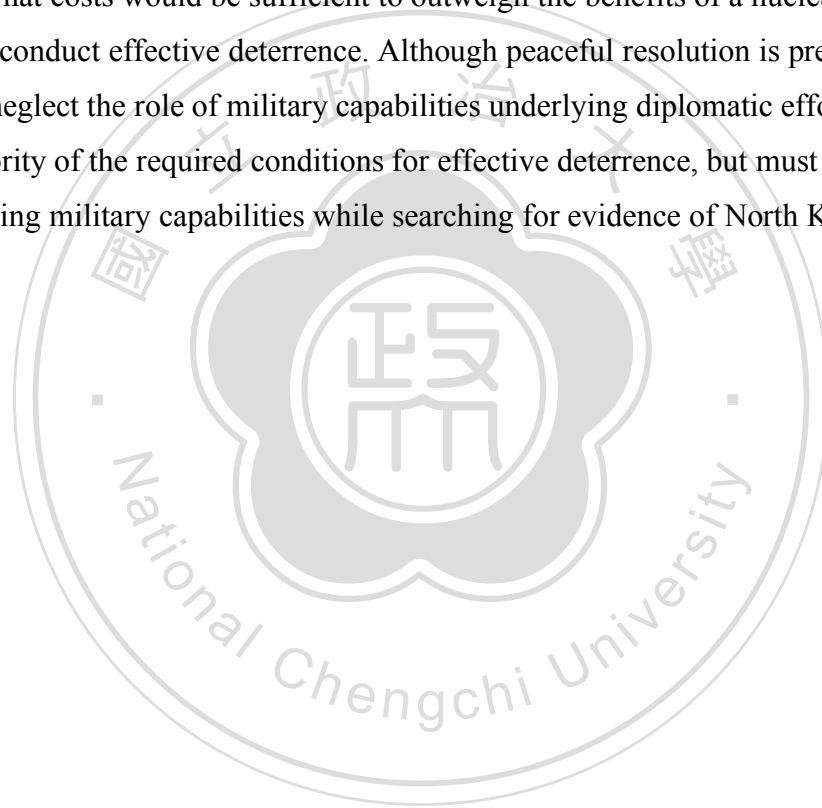 hat costs would be sufficient to outweigh the benefits of a nuclea
conduct effective deterrence. Although peaceful resolution is pre
neglect the role of military capabilities underlying diplomatic effo
ority of the required conditions for effective deterrence, but must
ing military capabilities while searching for evidence of North K
國立政治大學
政
National Chengchi University